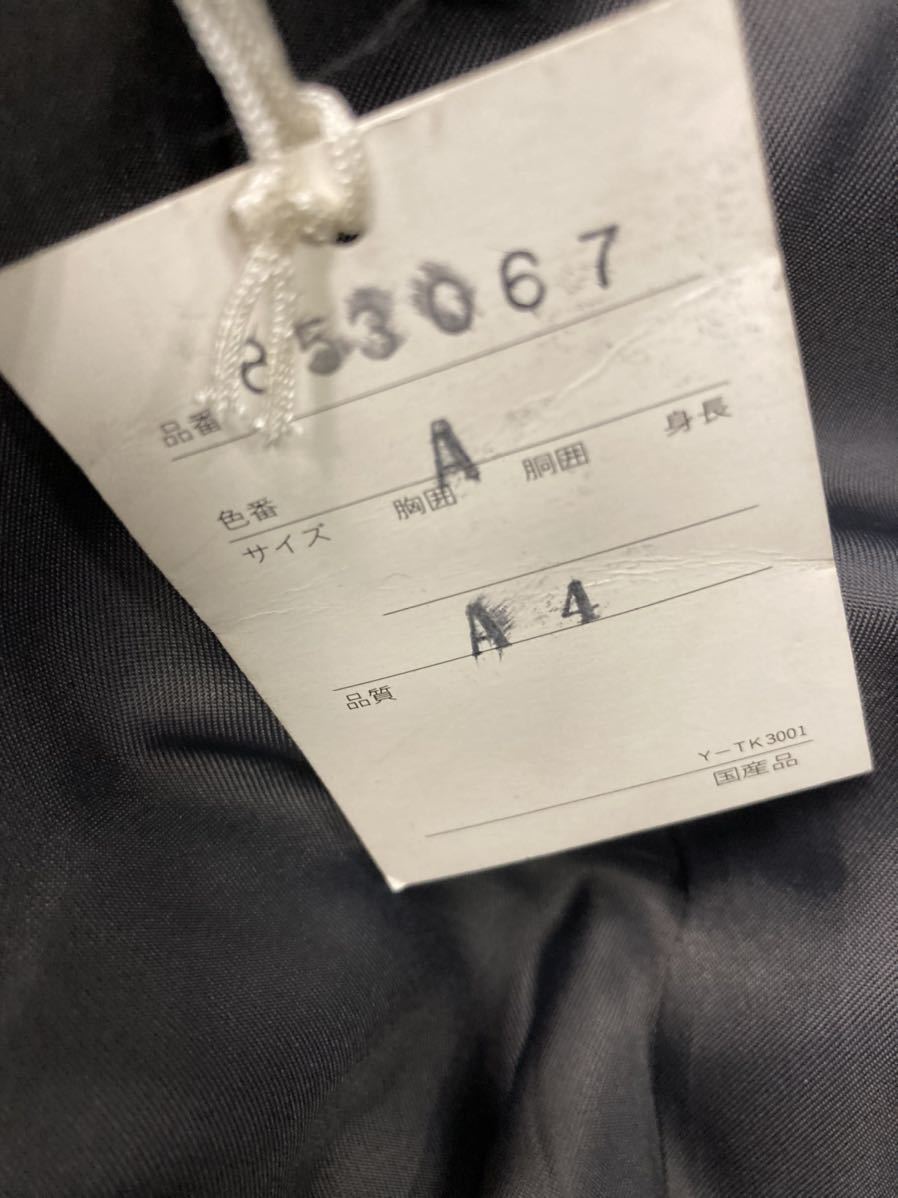 品番 253067
色番 A
サイズ 胸囲 胴囲 身長
A 4
品質
Y-TK3001
国産品